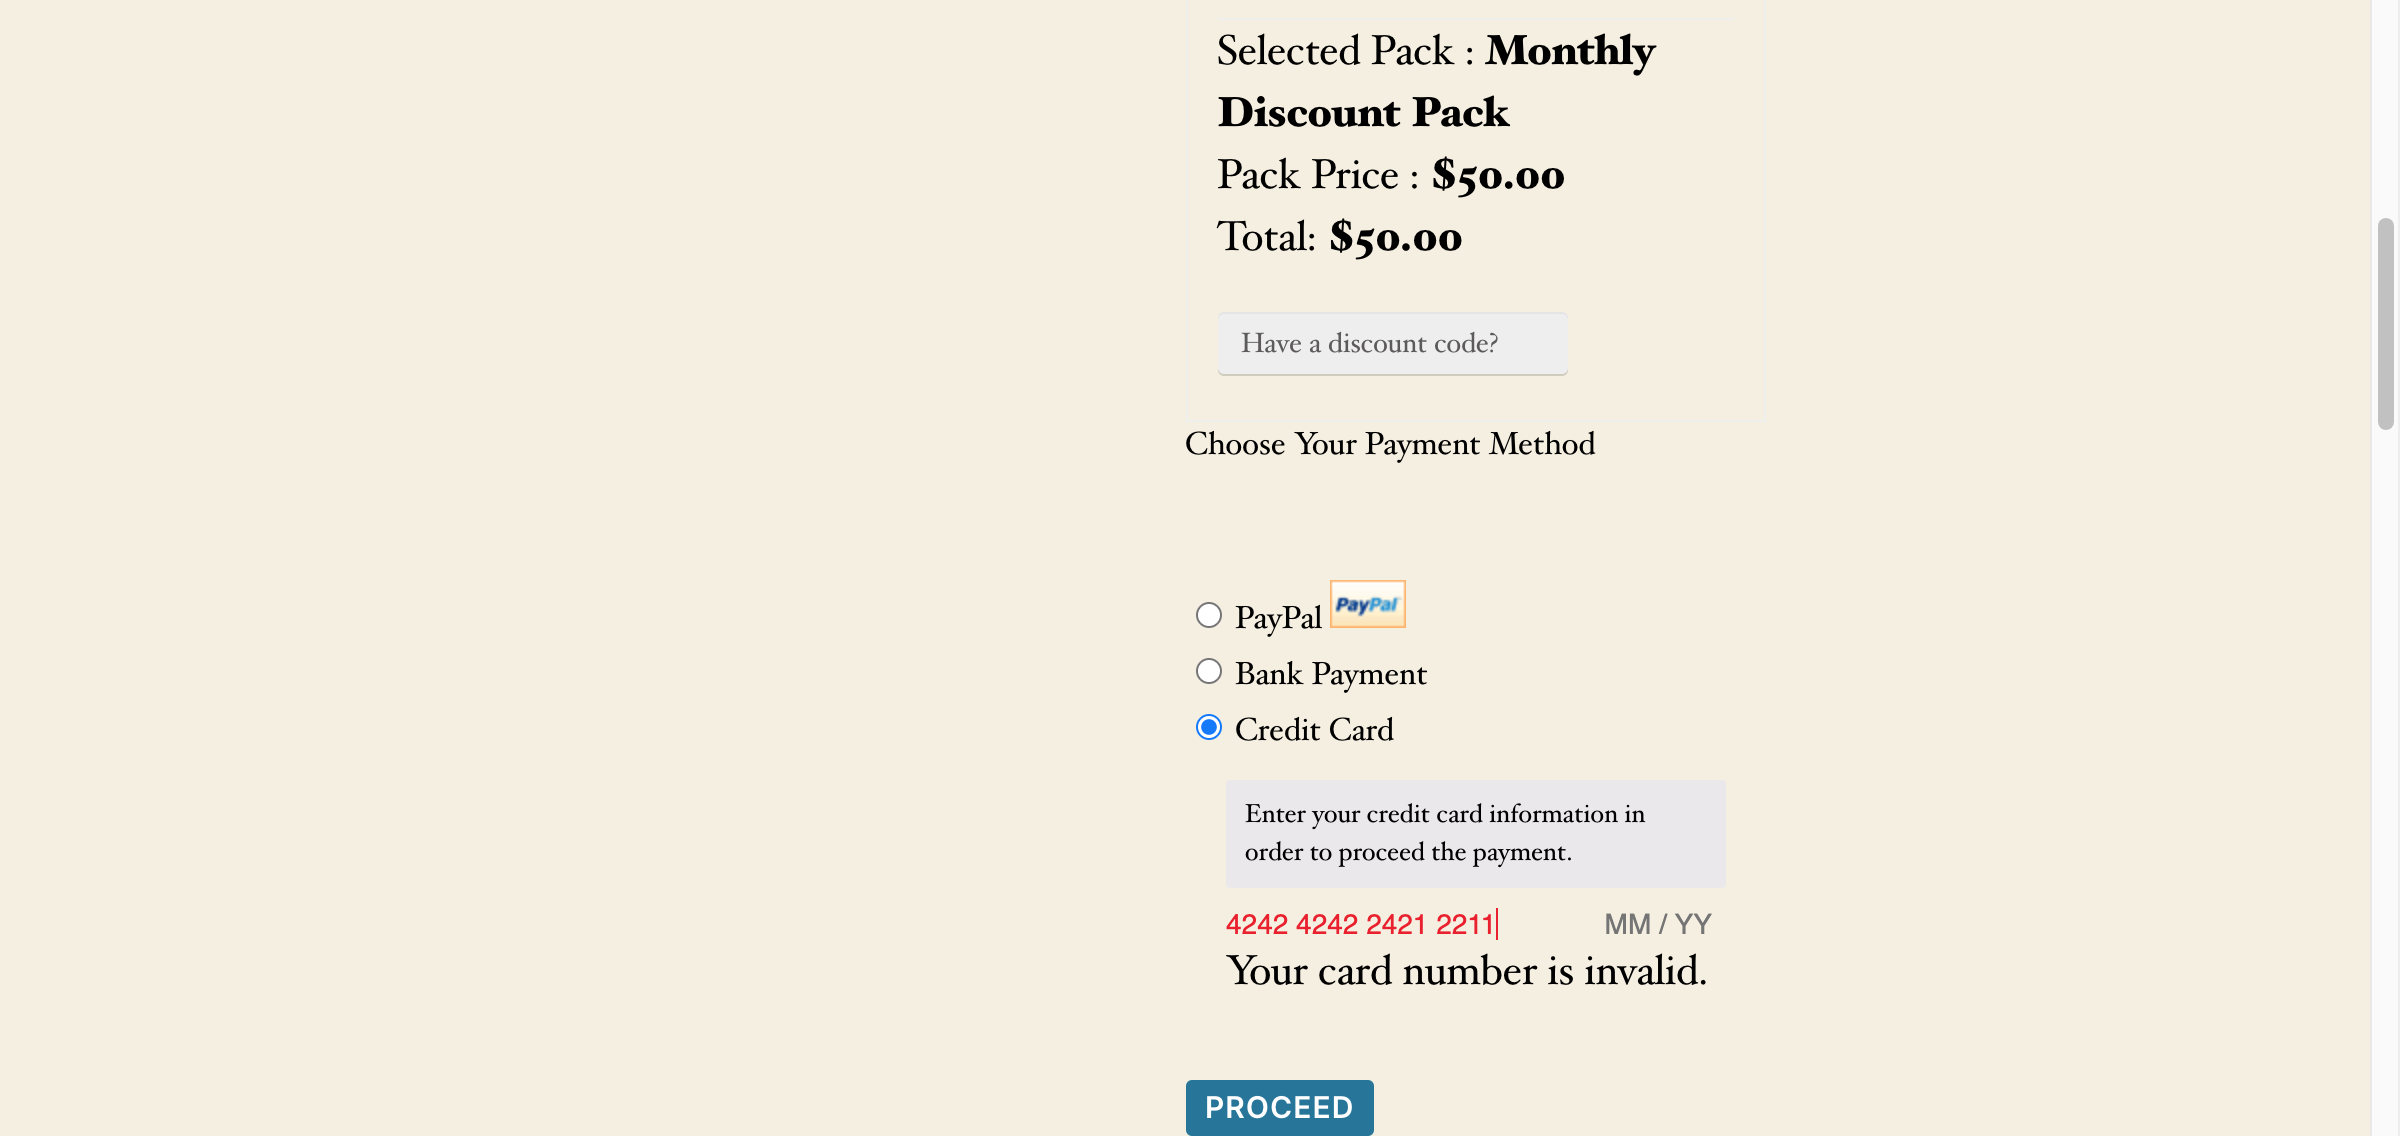 Selected Pack : Monthly
Discount Pack
Pack Price : $50.00
Total: $50.00
Have a discount code?
Choose Your Payment Method
PayPal PayPal
Bank Payment
Credit Card
Enter your credit card information in
order to proceed the payment.
4242 4242 2421 2211 MM / YY
Your card number is invalid.
PROCEED